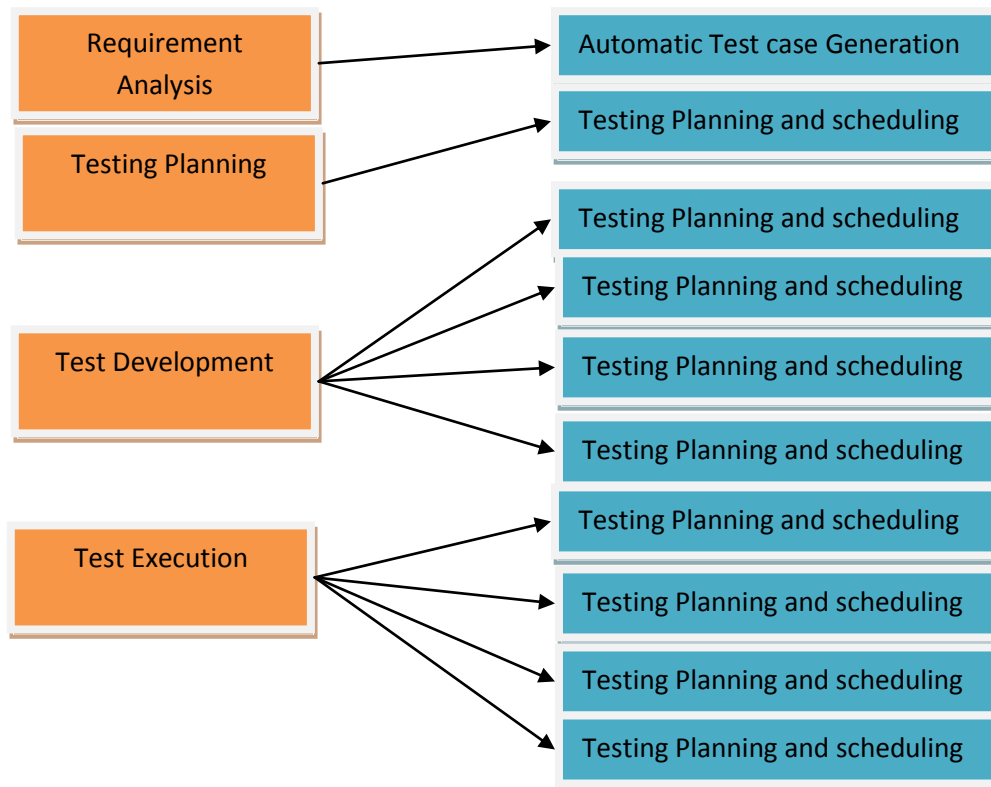 Requirement
Analysis
Automatic Test case Generation
Testing Planning
Testing Planning and scheduling
Test Development
Testing Planning and scheduling
Testing Planning and scheduling
Testing Planning and scheduling
Testing Planning and scheduling
Test Execution
Testing Planning and scheduling
Testing Planning and scheduling
Testing Planning and scheduling
Testing Planning and scheduling